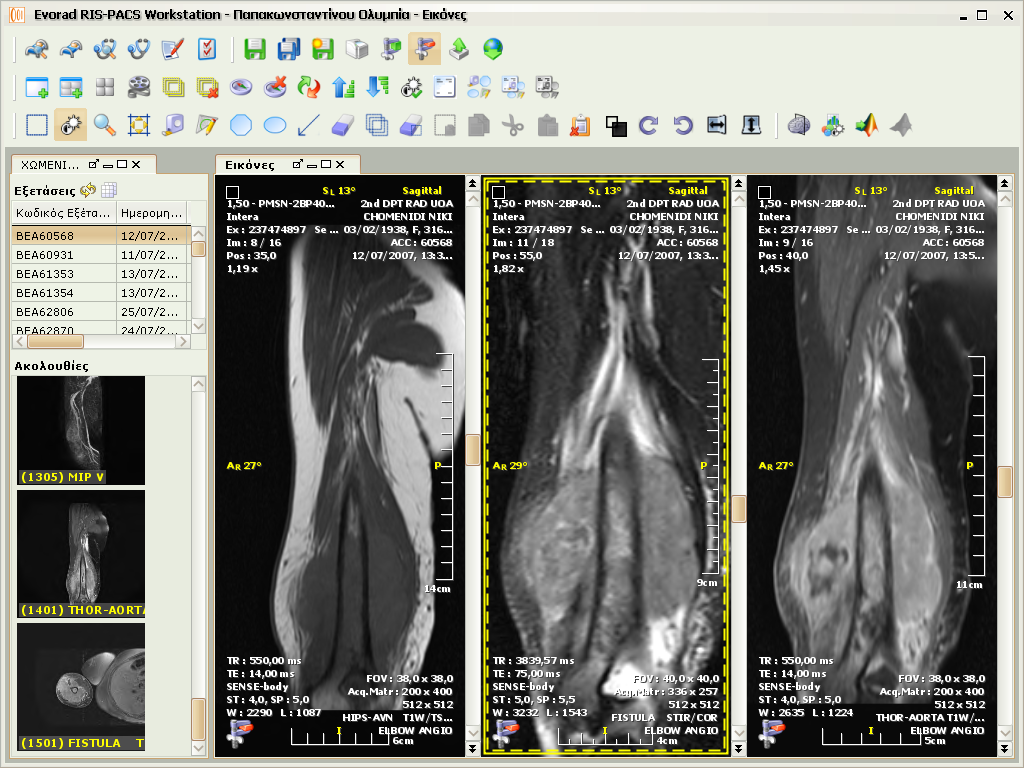 Evorad RIS-PACS Workstation - Παπακωνσταντίνου Ολυμπία - Εικόνες
ΧΩΜΕΝΙ...
Εξετάσεις
Κωδικός Εξέτα... Ημερομη...
BEA60568 12/07/2...
BEA60931 11/07/2...
BEA61353 13/07/2...
BEA61354 13/07/2...
BEA62806 25/07/2...
BEA62870 24/07/2...
Ακολουθίες
(1305) MIP V
(1401) THOR-AORTA
(1501) FISTULA T
Εικόνες
SL 13° Sagittal
1,50 - PMSN-2BP40... 2nd DPT RAD UOA
Intera CHOMENIDI NIKI
Ex : 237474897 Se ... 03/02/1938, F, 316...
Im : 8 / 16 ACC : 60568
Pos : 35,0 12/07/2007, 13:3...
1,19 x
AR 27° P
14cm
TR : 550,00 ms
TE : 14,00 ms FOV : 38,0 x 38,0
SENSE-body Acq.Matr : 200 x 400
ST : 4,0, SP : 5,0 512 x 512
W : 2290 L : 1087 HIPS-AVN T1W/TS...
I ELBOW ANGIO
6cm
SL 13° Sagittal
1,50 - PMSN-2BP40... 2nd DPT RAD UOA
Intera CHOMENIDI NIKI
Ex : 237474897 Se ... 03/02/1938, F, 316...
Im : 11 / 18 ACC : 60568
Pos : 55,0 12/07/2007, 13:3...
1,82 x
AR 29° P
9cm
TR : 3839,57 ms
TE : 75,00 ms FOV : 40,0 x 40,0
SENSE-body Acq.Matr : 336 x 257
ST : 5,0, SP : 5,5 512 x 512
W : 3232 L : 1543 FISTULA STIR/COR
I ELBOW ANGIO
4cm
SL 13° Sagittal
1,50 - PMSN-2BP40... 2nd DPT RAD UOA
Intera CHOMENIDI NIKI
Ex : 237474897 Se ... 03/02/1938, F, 316...
Im : 9 / 16 ACC : 60568
Pos : 40,0 12/07/2007, 13:5...
1,45 x
AR 27° P
11cm
TR : 550,00 ms
TE : 14,00 ms FOV : 38,0 x 38,0
SENSE-body Acq.Matr : 200 x 400
ST : 4,0, SP : 5,0 512 x 512
W : 2635 L : 1224 THOR-AORTA T1W/...
I ELBOW ANGIO
5cm